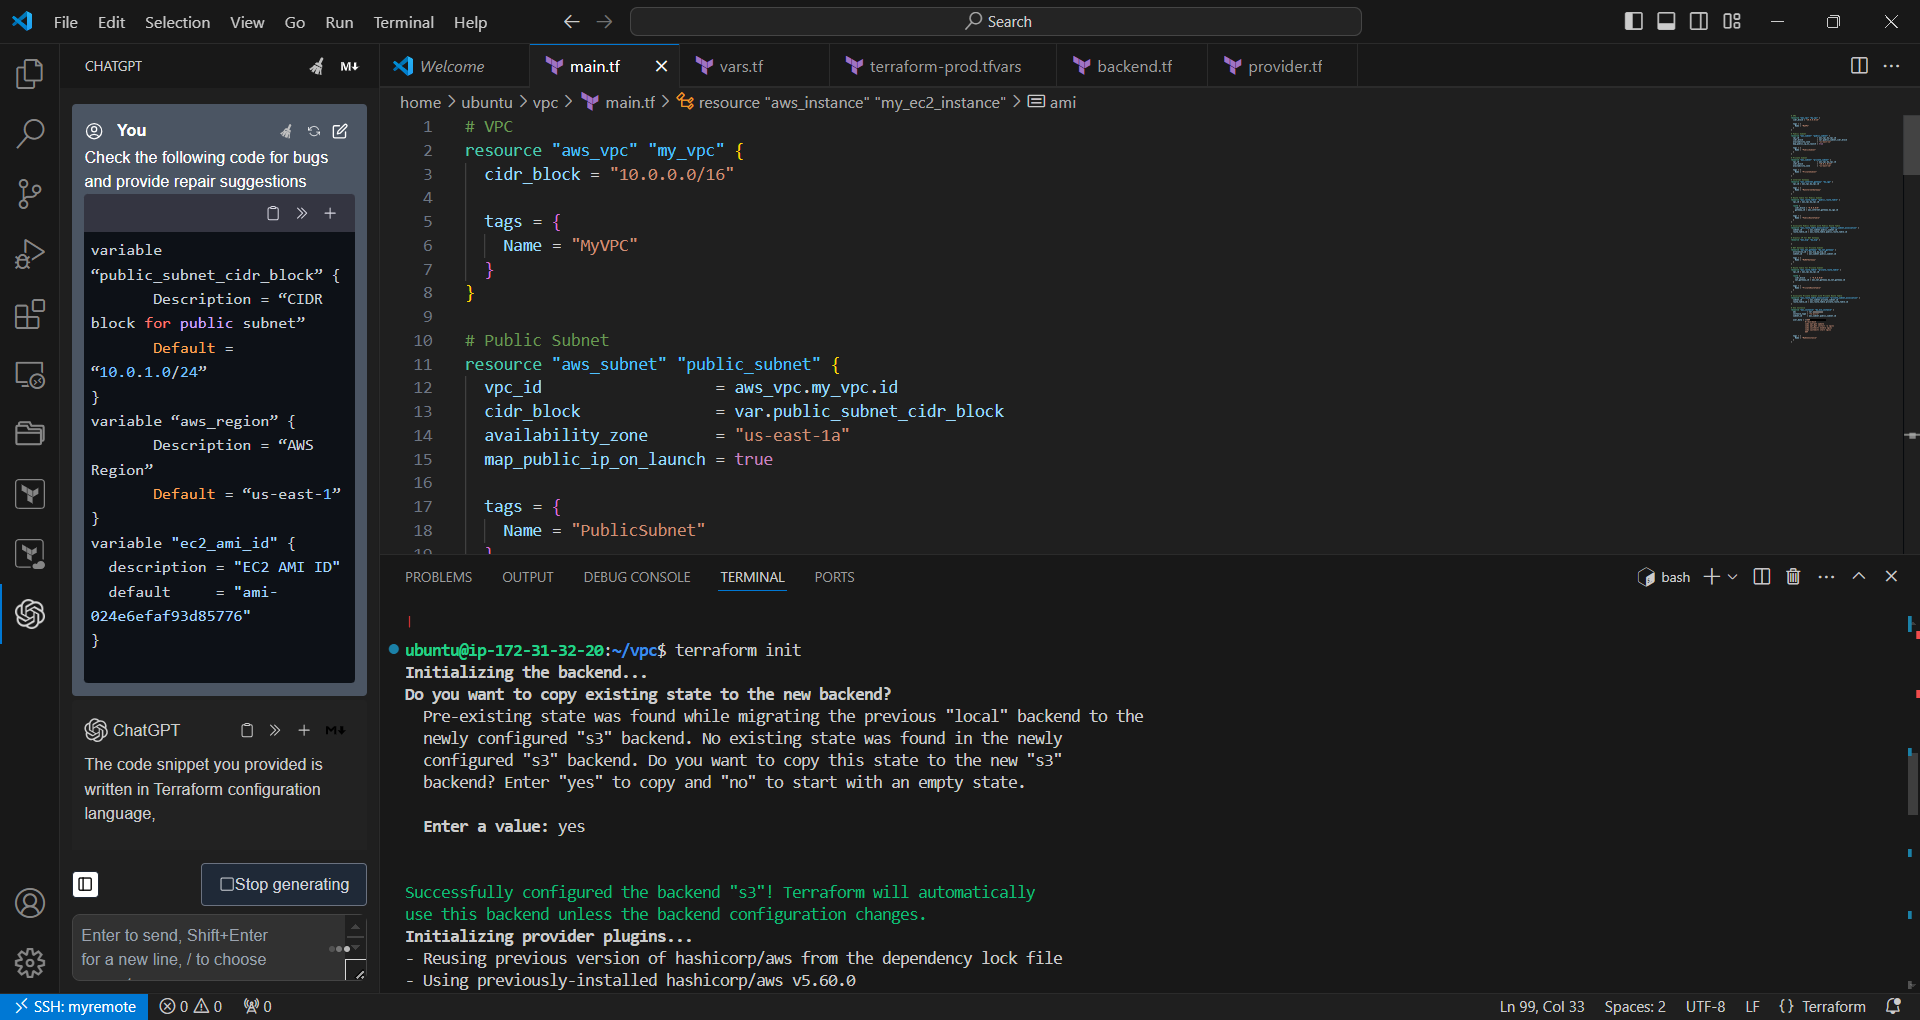 File Edit Selection View Go Run Terminal Help
Search
CHATGPT
M↓
Welcome
main.tf
vars.tf
terraform-prod.tfvars
backend.tf
provider.tf
home > ubuntu > vpc > main.tf > resource "aws_instance" "my_ec2_instance" > ami
You
Check the following code for bugs
and provide repair suggestions
variable
“public_subnet_cidr_block” {
Description = “CIDR
block for public subnet”
Default =
“10.0.1.0/24”
}
variable “aws_region” {
Description = “AWS
Region”
Default = “us-east-1”
}
variable "ec2_ami_id" {
description = "EC2 AMI ID"
default = "ami-
024e6efaf93d85776"
}
ChatGPT
M↓
The code snippet you provided is
written in Terraform configuration
language,
Stop generating
Enter to send, Shift+Enter
for a new line, / to choose
1 # VPC
2 resource "aws_vpc" "my_vpc" {
3 cidr_block = "10.0.0.0/16"
4
5 tags = {
6 Name = "MyVPC"
7 }
8 }
9
10 # Public Subnet
11 resource "aws_subnet" "public_subnet" {
12 vpc_id = aws_vpc.my_vpc.id
13 cidr_block = var.public_subnet_cidr_block
14 availability_zone = "us-east-1a"
15 map_public_ip_on_launch = true
16
17 tags = {
18 Name = "PublicSubnet"
19 }
PROBLEMS OUTPUT DEBUG CONSOLE TERMINAL PORTS
bash
ubuntu@ip-172-31-32-20:~/vpc$ terraform init
Initializing the backend...
Do you want to copy existing state to the new backend?
Pre-existing state was found while migrating the previous "local" backend to the
newly configured "s3" backend. No existing state was found in the newly
configured "s3" backend. Do you want to copy this state to the new "s3"
backend? Enter "yes" to copy and "no" to start with an empty state.
Enter a value: yes
Successfully configured the backend "s3"! Terraform will automatically
use this backend unless the backend configuration changes.
Initializing provider plugins...
- Reusing previous version of hashicorp/aws from the dependency lock file
- Using previously-installed hashicorp/aws v5.60.0
SSH: myremote
0 0
0
Ln 99, Col 33
Spaces: 2
UTF-8
LF
{} Terraform